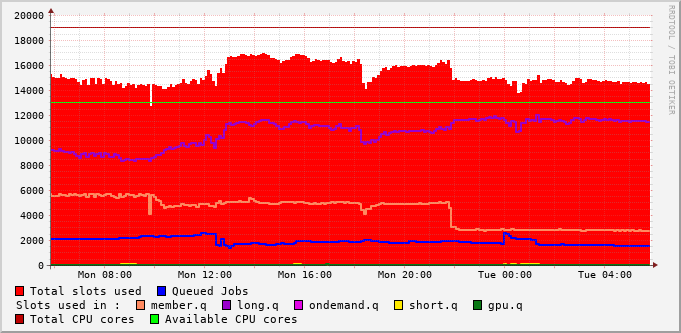 20000
18000
16000
14000
12000
10000
8000
6000
4000
2000
0
Mon 08:00 Mon 12:00 Mon 16:00 Mon 20:00 Tue 00:00 Tue 04:00
RRDTOOL / TOBI OETIKER
Total slots used Queued Jobs
Slots used in : member.q long.q ondemand.q short.q gpu.q
Total CPU cores Available CPU cores